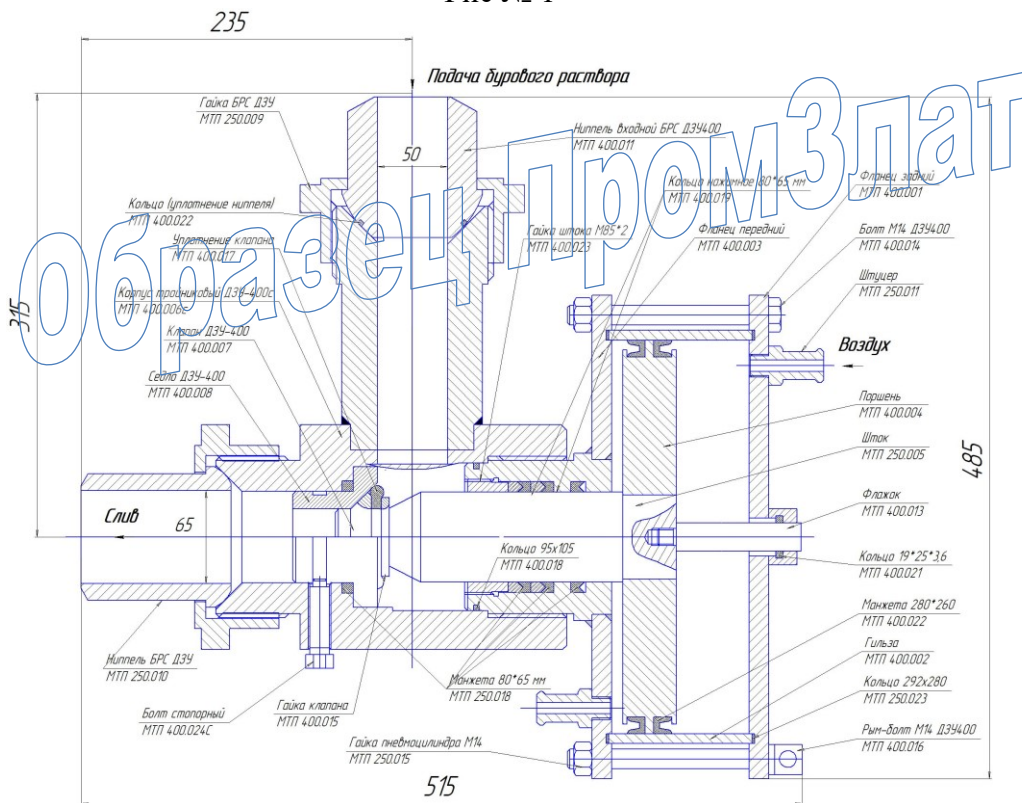 235
Подача бурового раствора
Гайка БРС ДЗУ
МТП 250.009
Ниппель входной БРС ДЗУ400
МТП 400.011
50
Кольцо нажимное 80*65 мм
МТП 400.019
Фланец задний
МТП 400.001
Кольцо (уплотнение ниппеля)
МТП 400.022
Гайка штока М85*2
МТП 400.023
Фланец передний
МТП 400.003
Болт М14 ДЗУ400
МТП 400.014
Уплотнение клапана
МТП 400.017
Штуцер
МТП 250.011
Образец ПромЗлат
315
Корпус тройниковый ДЗУ-400с
МТП 400.006с
Клапан ДЗУ-400
МТП 400.007
Воздух
Седло ДЗУ-400
МТП 400.008
Поршень
МТП 400.004
Шток
МТП 250.005
485
Флажок
МТП 400.013
Слив
65
Кольцо 95х105
МТП 400.018
Кольцо 19*25*3,6
МТП 400.021
Манжета 280*260
МТП 400.022
Гильза
МТП 400.002
Ниппель БРС ДЗУ
МТП 250.010
Манжета 80*65 мм
МТП 250.018
Кольцо 292х280
МТП 250.023
Болт стопорный
МТП 400.024С
Гайка клапана
МТП 400.015
Гайка пневмоцилиндра М14
МТП 250.015
Рым-болт М14 ДЗУ400
МТП 400.016
515